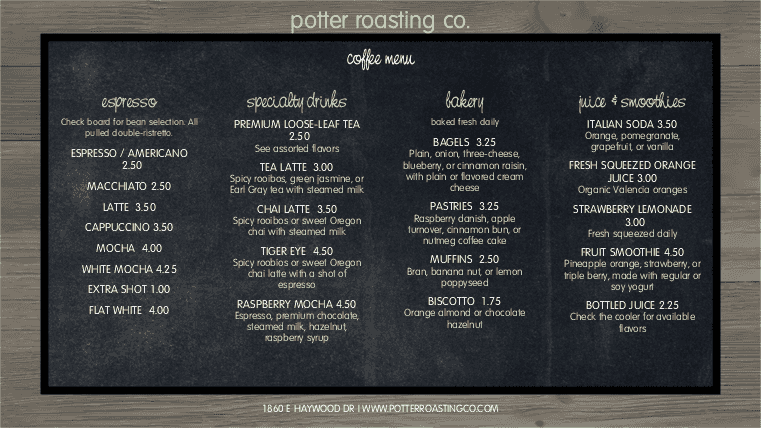 potter roasting co.
coffee menu
espresso
Check board for bean selection. All
pulled double-ristretto.
ESPRESSO / AMERICANO
2.50
MACCHIATO 2.50
LATTE 3.50
CAPPUCCINO 3.50
MOCHA 4.00
WHITE MOCHA 4.25
EXTRA SHOT 1.00
FLAT WHITE 4.00
specialty drinks
PREMIUM LOOSE-LEAF TEA
2.50
See assorted flavors
TEA LATTE 3.00
Spicy rooibos, green jasmine, or
Earl Gray tea with steamed milk
CHAI LATTE 3.50
Spicy rooibos or sweet Oregon
chai with steamed milk
TIGER EYE 4.50
Spicy roobios or sweet Oregon
chai latte with a shot of
espresso
RASPBERRY MOCHA 4.50
Espresso, premium chocolate,
steamed milk, hazelnut,
raspberry syrup
bakery
baked fresh daily
BAGELS 3.25
Plain, onion, three-cheese,
blueberry, or cinnamon raisin,
with plain or flavored cream
cheese
PASTRIES 3.25
Raspberry danish, apple
turnover, cinnamon bun, or
nutmeg coffee cake
MUFFINS 2.50
Bran, banana nut, or lemon
poppyseed
BISCOTTO 1.75
Orange almond or chocolate
hazelnut
juice & smoothies
ITALIAN SODA 3.50
Orange, pomegranate,
grapefruit, or vanilla
FRESH SQUEEZED ORANGE
JUICE 3.00
Organic Valencia oranges
STRAWBERRY LEMONADE
3.00
Fresh squeezed daily
FRUIT SMOOTHIE 4.50
Pineapple orange, strawberry, or
triple berry, made with regular or
soy yogurt
BOTTLED JUICE 2.25
Check the cooler for available
flavors
1860 E HAYWOOD DR | WWW.POTTERROASTINGCO.COM